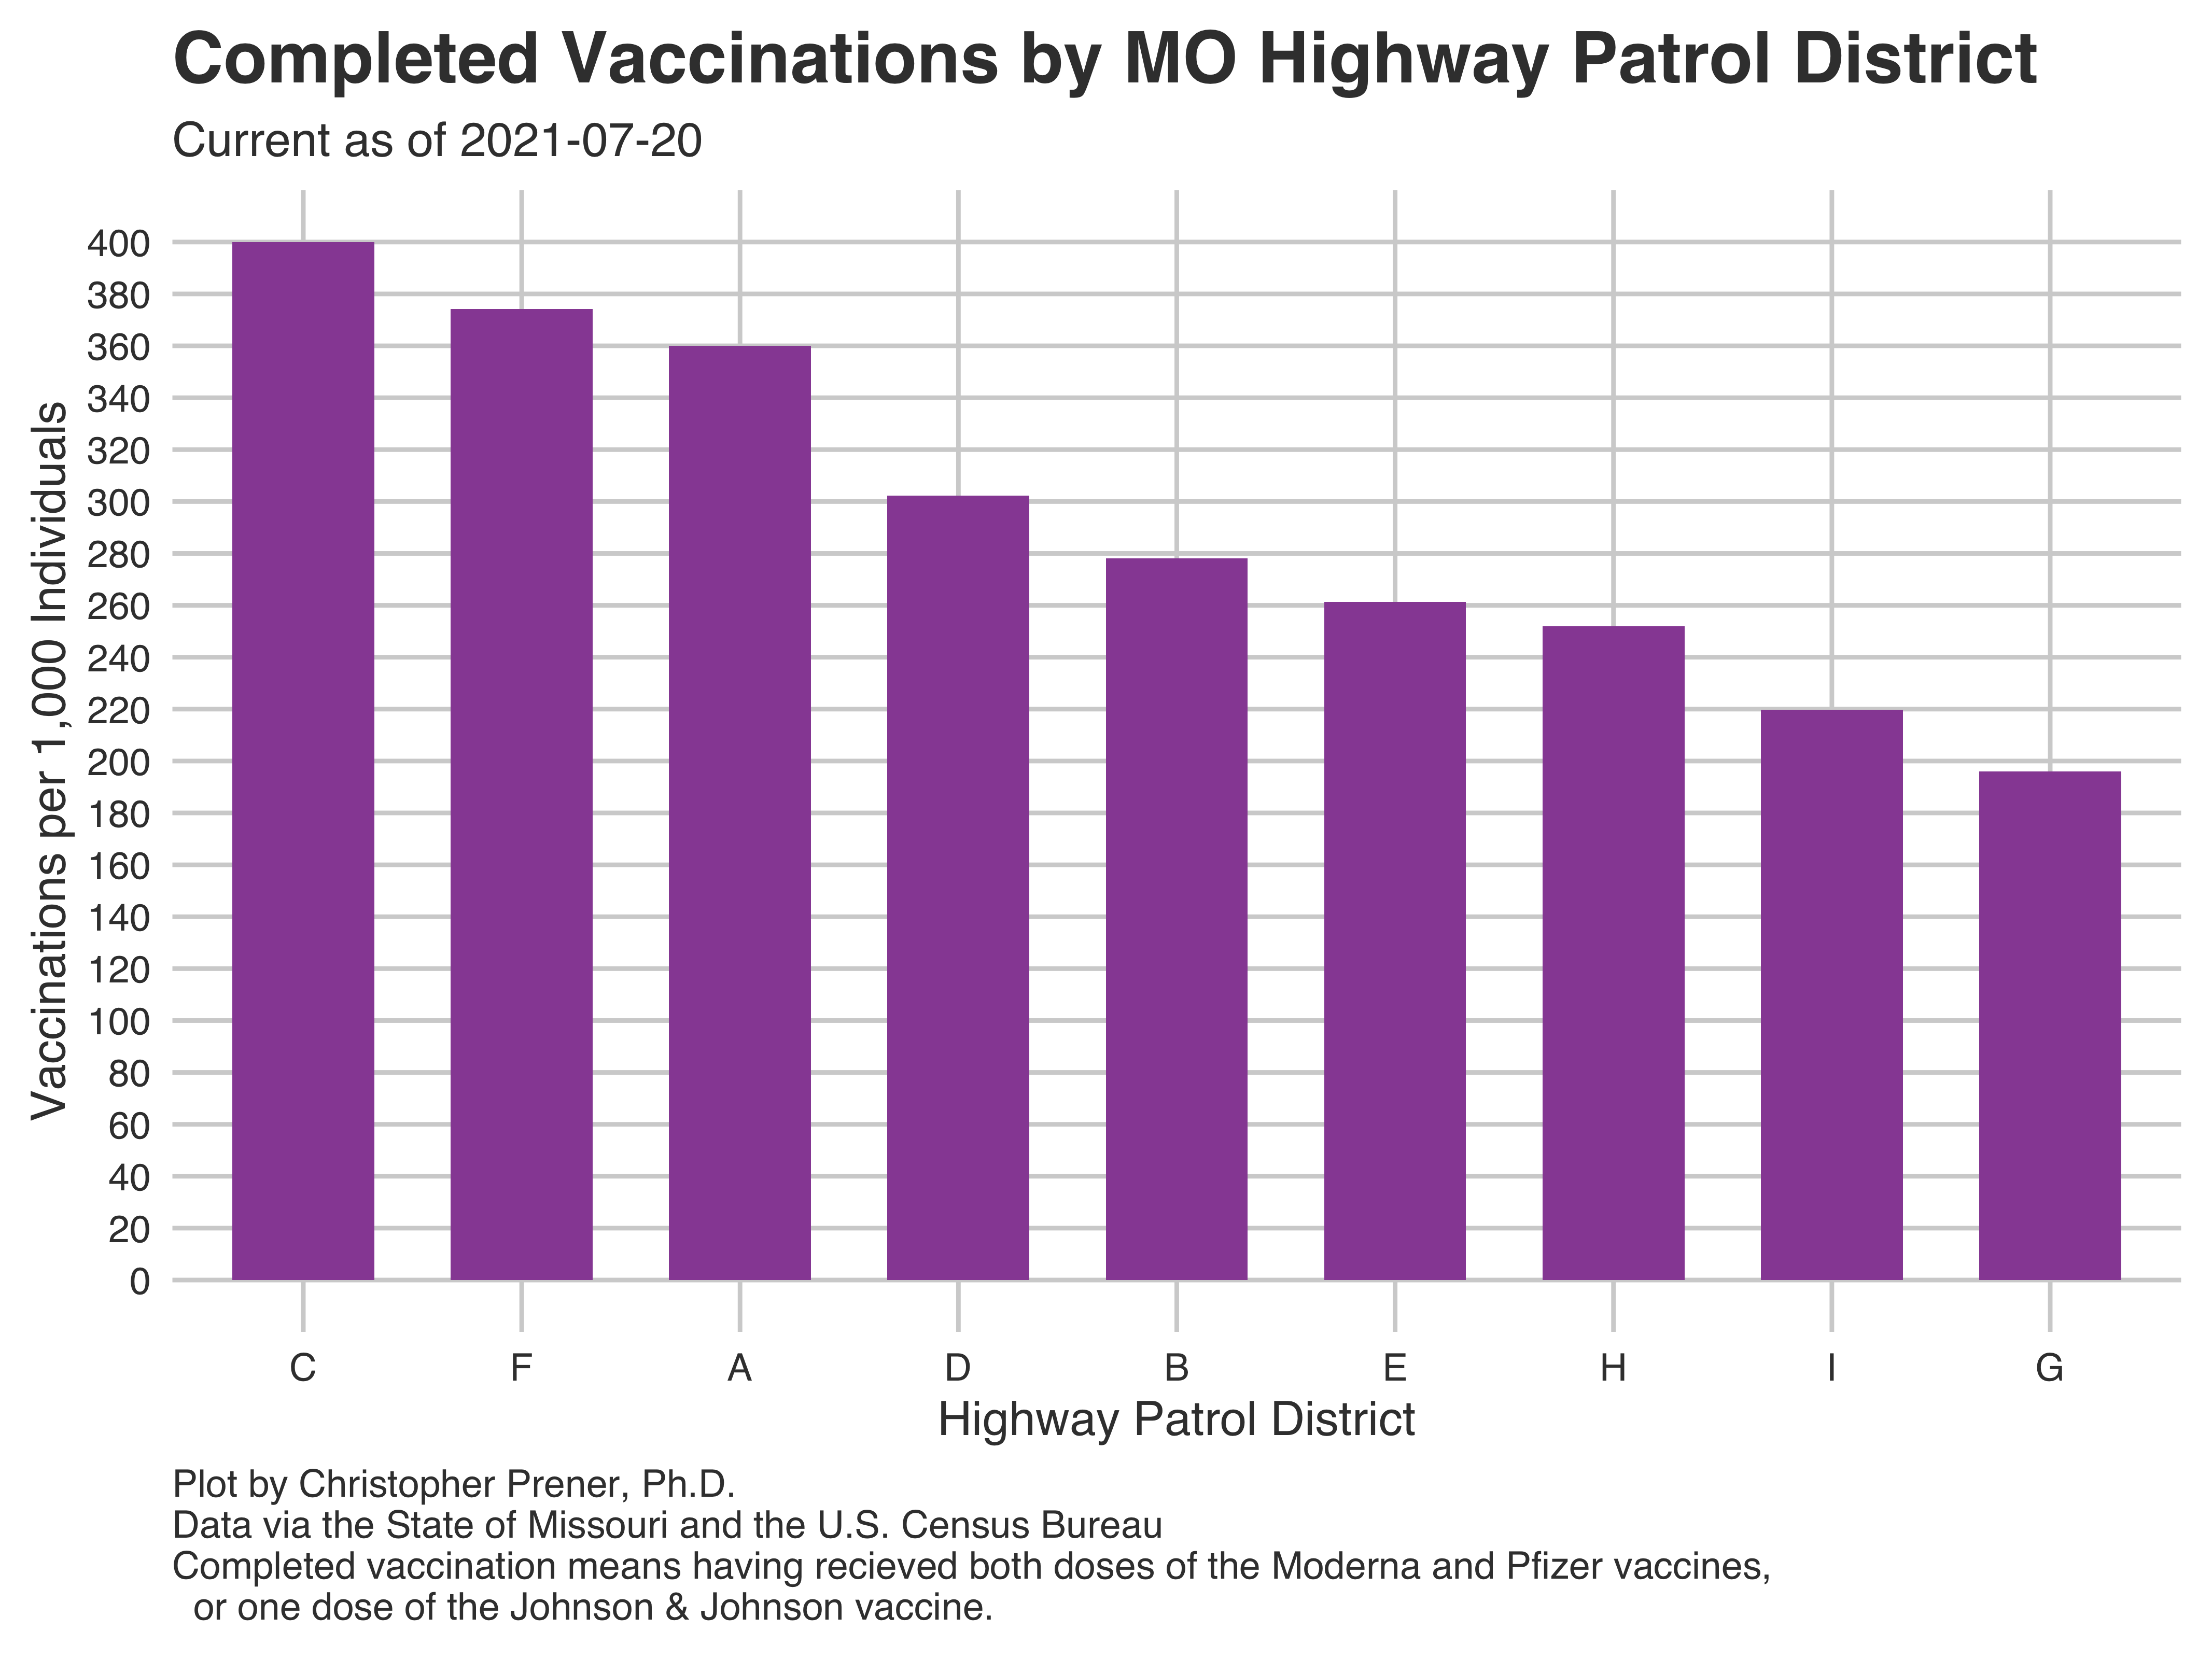 Completed Vaccinations by MO Highway Patrol District
Current as of 2021-07-20
Vaccinations per 1,000 Individuals
400
380
360
340
320
300
280
260
240
220
200
180
160
140
120
100
80
60
40
20
0
C F A D B E H I G
Highway Patrol District
Plot by Christopher Prener, Ph.D.
Data via the State of Missouri and the U.S. Census Bureau
Completed vaccination means having recieved both doses of the Moderna and Pfizer vaccines,
or one dose of the Johnson & Johnson vaccine.